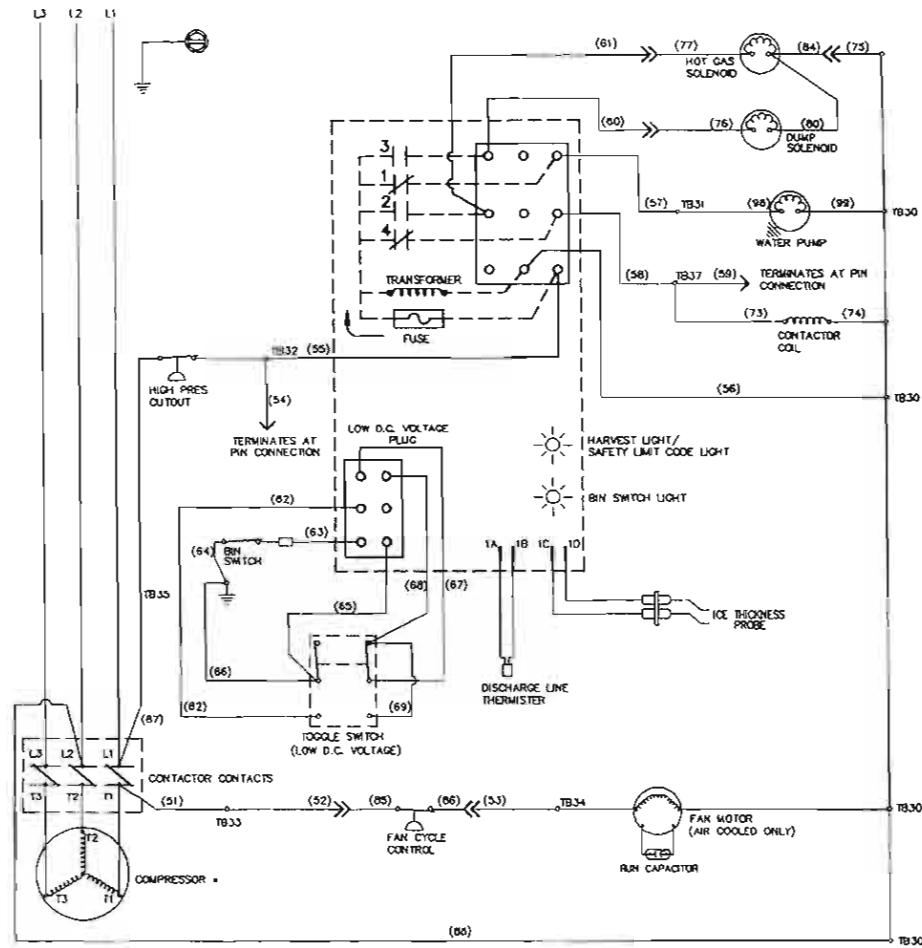 L3 L2 L1
(61) (77) (84) (75)
HOT GAS
SOLENOID
(60) (76) (80)
DUMP
SOLENOID
3
1
2
4
(57) TB31 (98) (99) TB30
WATER PUMP
TRANSFORMER
(58) TB37 (59) TERMINATES AT PIN
CONNECTION
(73) (74)
CONTACTOR
COIL
FUSE
TB32 (55)
HIGH PRES
CUTOUT
(54)
(56) TB30
TERMINATES AT
PIN CONNECTION
LOW D.C. VOLTAGE
PLUG
HARVEST LIGHT/
SAFETY LIMIT CODE LIGHT
BIN SWITCH LIGHT
(62)
(63)
(64) BIN
SWITCH
1A 1B 1C 1D
(68) (67)
TB35
(65)
ICE THICKNESS
PROBE
(66)
(62) (69)
DISCHARGE LINE
THERMISTER
TOGGLE SWITCH
(LOW D.C. VOLTAGE)
(67)
L3 L2 L1
CONTACTOR CONTACTS
T3 T2 T1
(51) TB33 (52) (85) (86) (53) TB34 TB30
FAN CYCLE
CONTROL
FAN MOTOR
(AIR COOLED ONLY)
RUN CAPACITOR
T2
T3 T1
COMPRESSOR
TB30